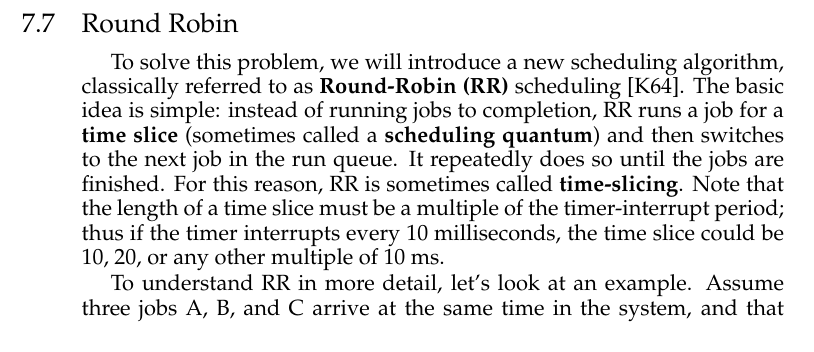 7.7 Round Robin
To solve this problem, we will introduce a new scheduling algorithm,
classically referred to as Round-Robin (RR) scheduling [K64]. The basic
idea is simple: instead of running jobs to completion, RR runs a job for a
time slice (sometimes called a scheduling quantum) and then switches
to the next job in the run queue. It repeatedly does so until the jobs are
finished. For this reason, RR is sometimes called time-slicing. Note that
the length of a time slice must be a multiple of the timer-interrupt period;
thus if the timer interrupts every 10 milliseconds, the time slice could be
10, 20, or any other multiple of 10 ms.
To understand RR in more detail, let's look at an example. Assume
three jobs A, B, and C arrive at the same time in the system, and that